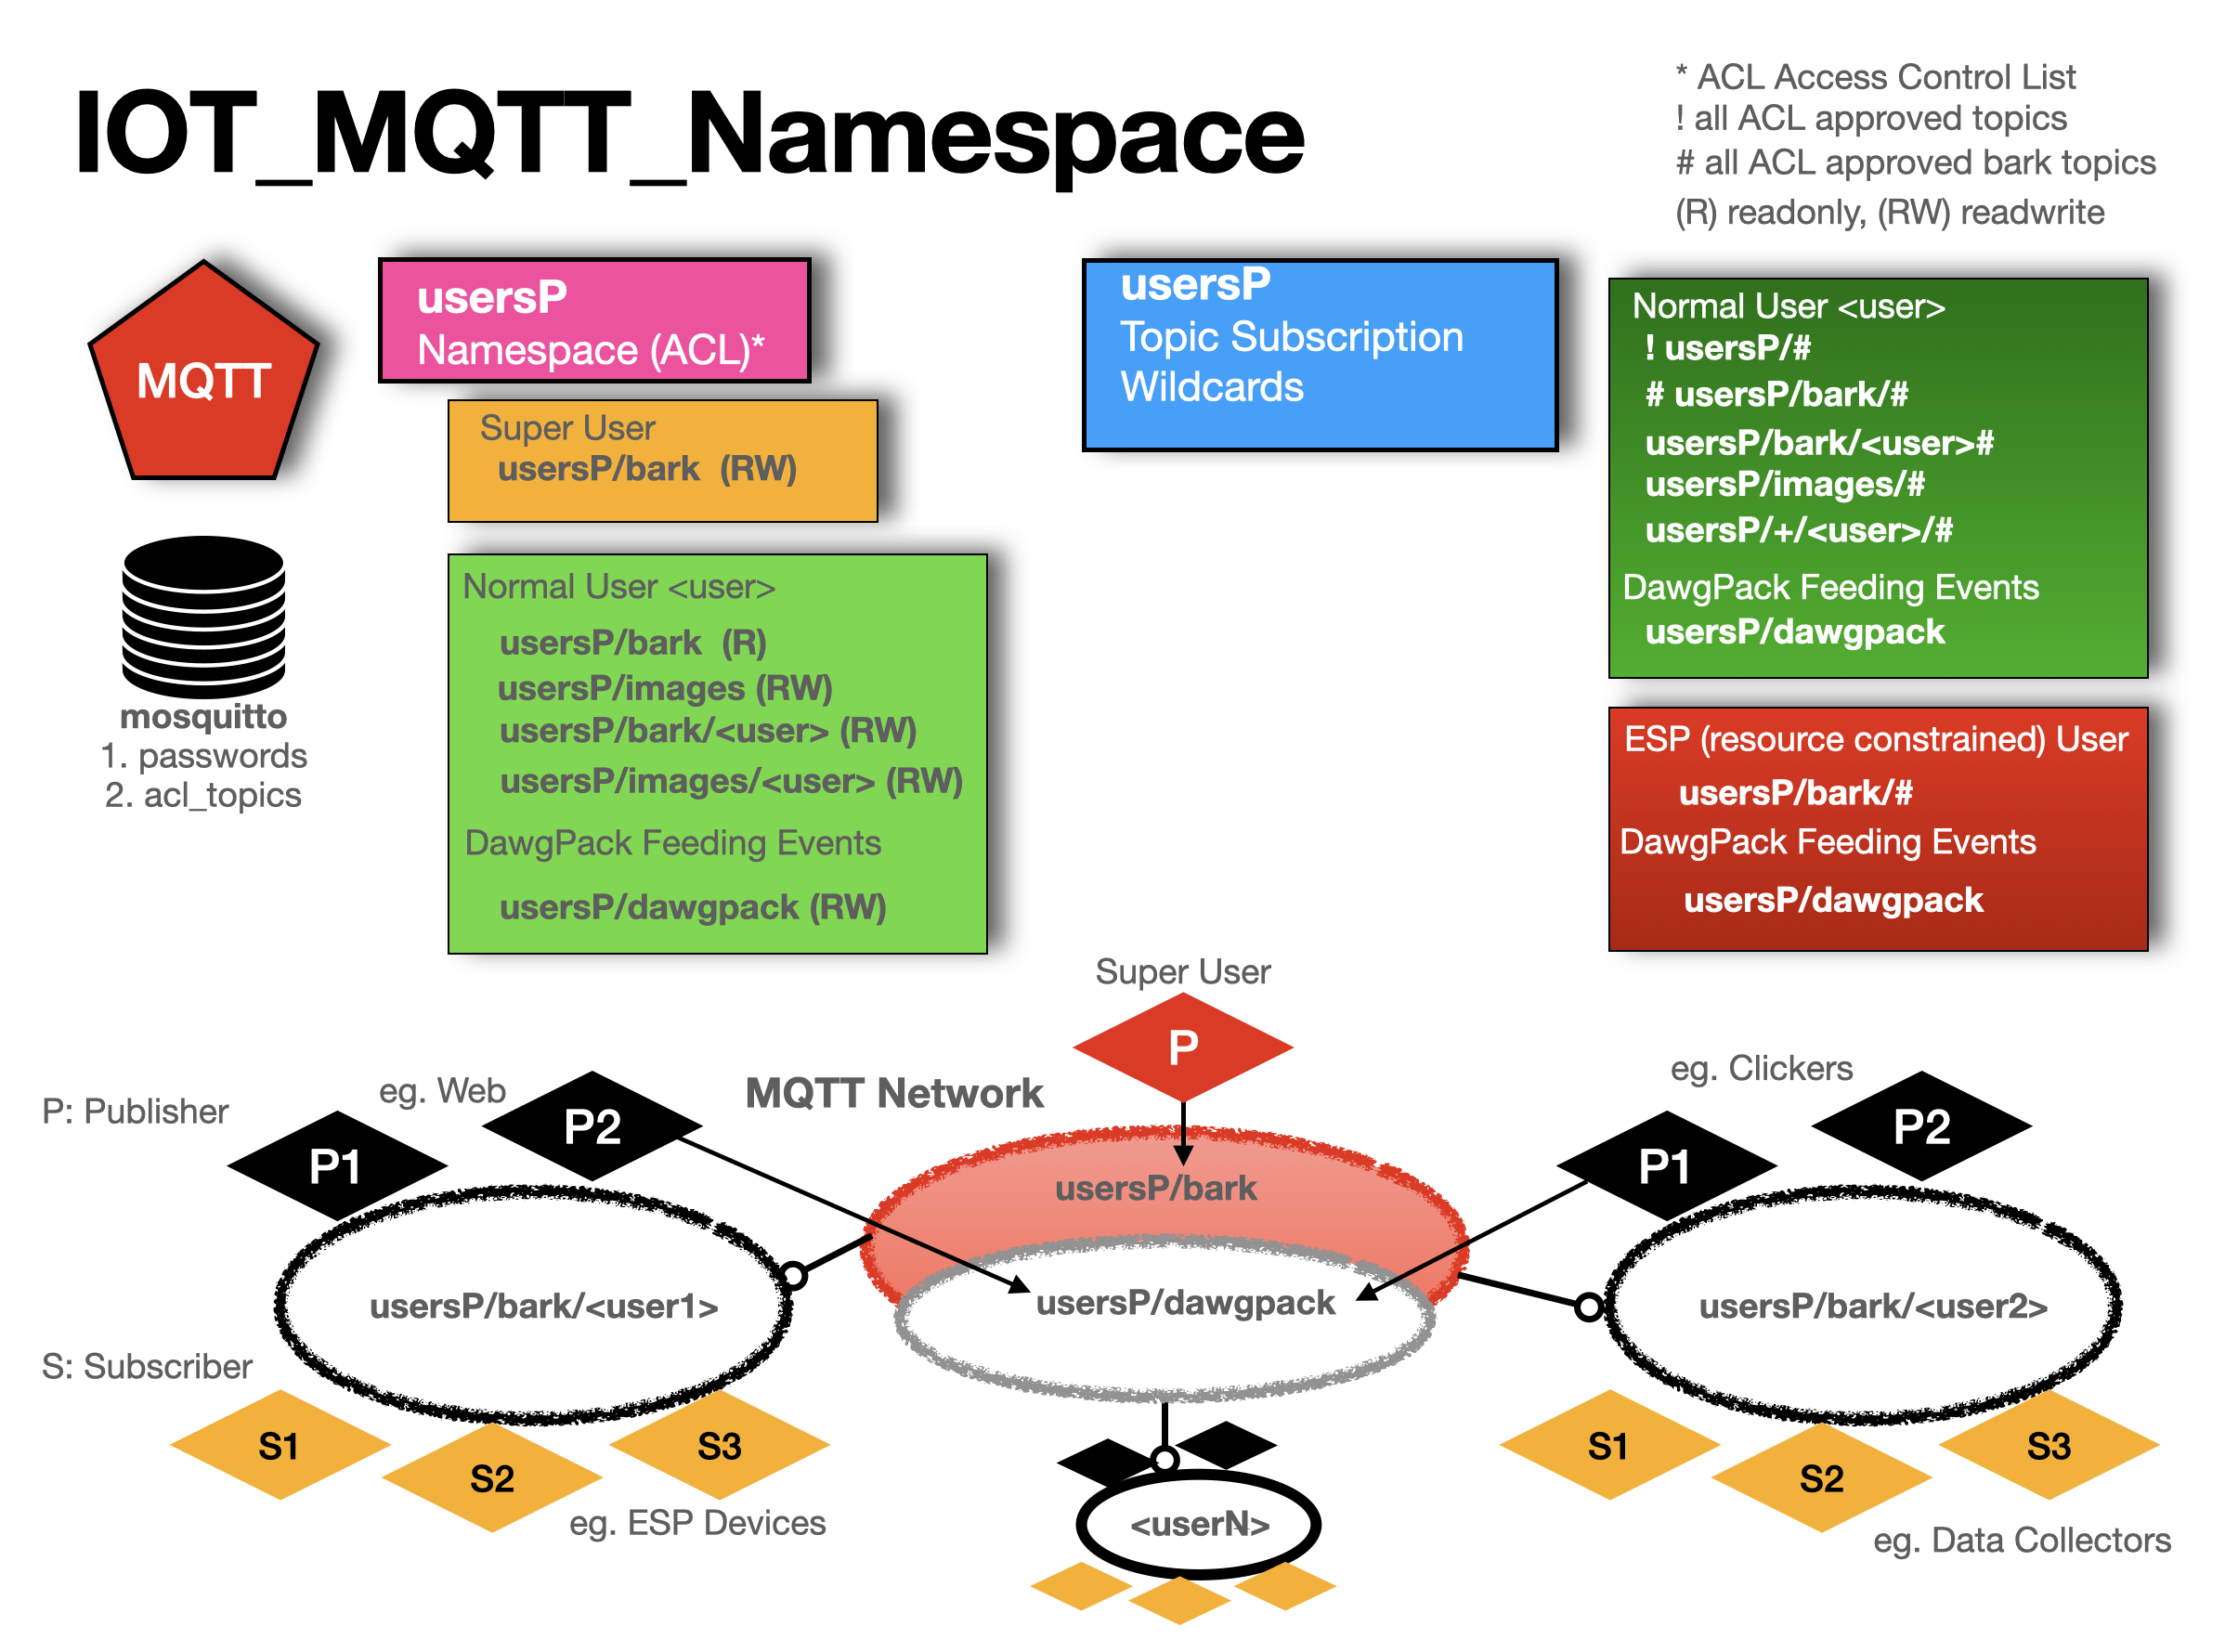 IOT_MQTT_Namespace
* ACL Access Control List
! all ACL approved topics
# all ACL approved bark topics
(R) readonly, (RW) readwrite
MQTT
mosquitto
1. passwords
2. acl_topics
usersP
Namespace (ACL)*
Super User
usersP/bark (RW)
Normal User <user>
usersP/bark (R)
usersP/images (RW)
usersP/bark/<user> (RW)
usersP/images/<user> (RW)
DawgPack Feeding Events
usersP/dawgpack (RW)
usersP
Topic Subscription
Wildcards
Normal User <user>
! usersP/#
# usersP/bark/#
usersP/bark/<user>#
usersP/images/#
usersP/+/<user>/#
DawgPack Feeding Events
usersP/dawgpack
ESP (resource constrained) User
usersP/bark/#
DawgPack Feeding Events
usersP/dawgpack
Super User
P
MQTT Network
P: Publisher
eg. Web
P1
P2
usersP/bark/<user1>
S: Subscriber
S1
S2
S3
eg. ESP Devices
usersP/bark
usersP/dawgpack
<userN>
eg. Clickers
P1
P2
usersP/bark/<user2>
S1
S2
S3
eg. Data Collectors